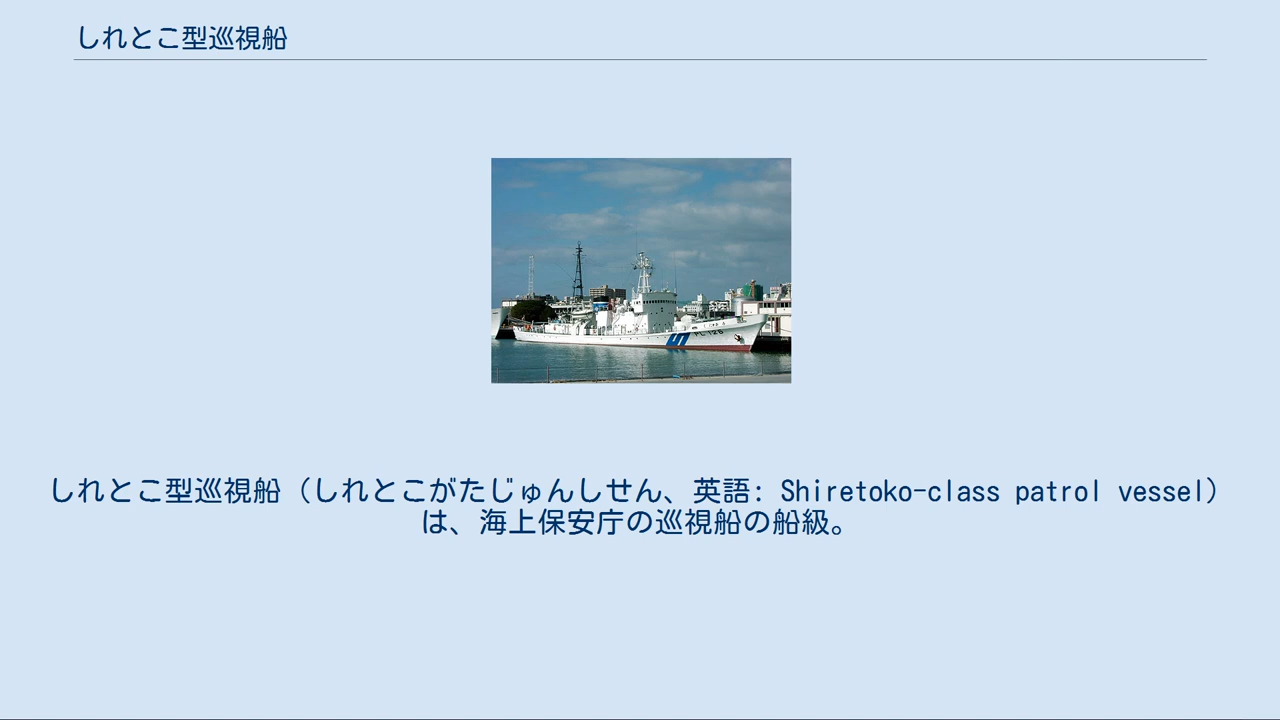 しれとこ型巡視船
PL 126
しれとこ型巡視船（しれとこがたじゅんしせん、英語: Shiretoko-class patrol vessel）
は、海上保安庁の巡視船の船級。